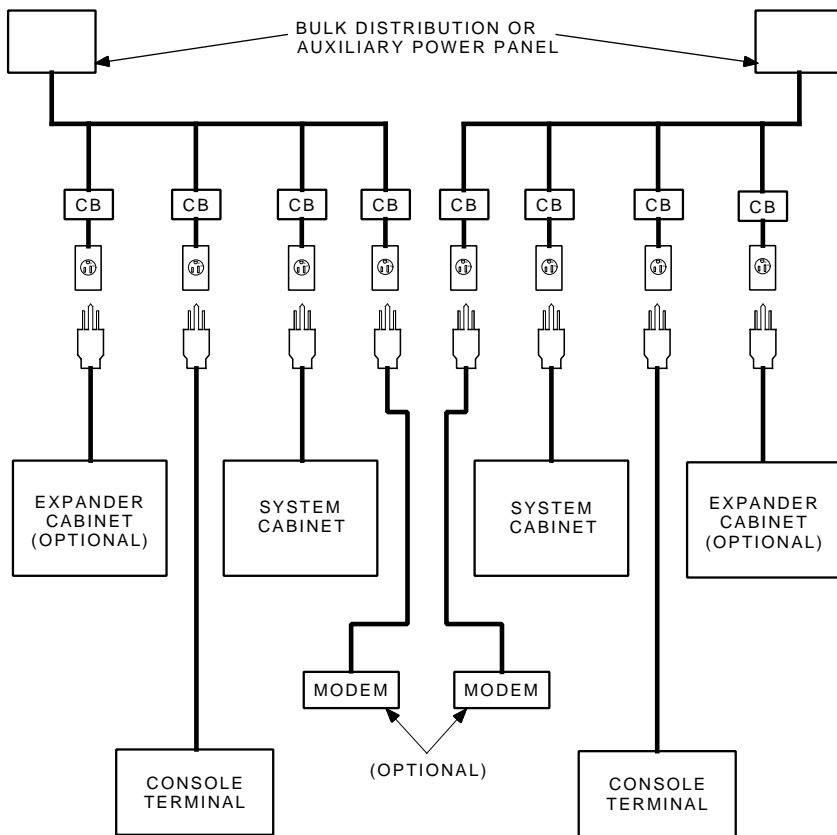 BULK DISTRIBUTION OR
AUXILIARY POWER PANEL
CB
CB
CB
CB
CB
CB
CB
CB
EXPANDER
CABINET
(OPTIONAL)
SYSTEM
CABINET
SYSTEM
CABINET
EXPANDER
CABINET
(OPTIONAL)
MODEM
MODEM
(OPTIONAL)
CONSOLE
TERMINAL
CONSOLE
TERMINAL